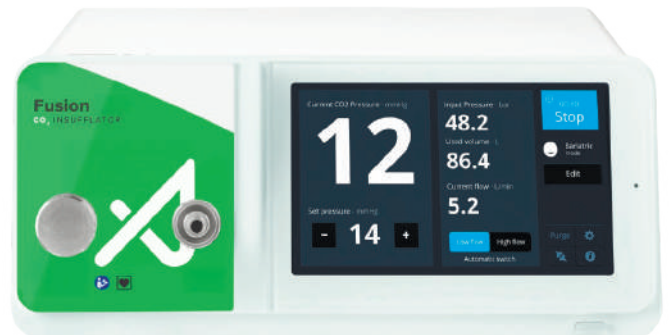 Fusion
CO₂ INSUFFLATOR
Current CO2 Pressure - mmHg
12
Set pressure - mmHg
-
14
+
Input Pressure - bar
48.2
Used volume - L
86.4
Current flow - L/min
5.2
Low flow
High flow
Automatic switch
Stop
Bariatric
mode
Edit
Purge